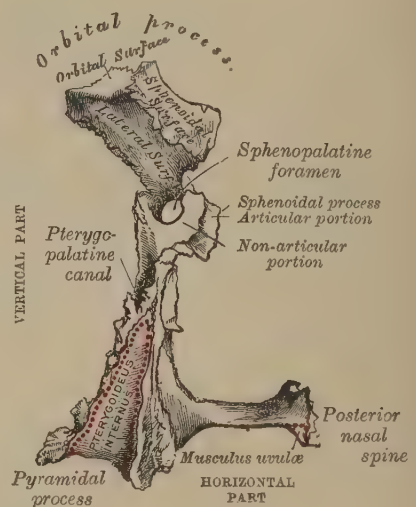 Orbital process.
Orbital Surface
Sphenoidal
Surface
Lateral Surf.
Sphenopalatine
foramen
Sphenoidal process
Articular portion
Non-articular
portion
Pterygo-
palatine
canal
VERTICAL PART
PTERYGOIDEUS
INTERNUS
Posterior
nasal
spine
Musculus uvulæ
HORIZONTAL
PART
Pyramidal
process